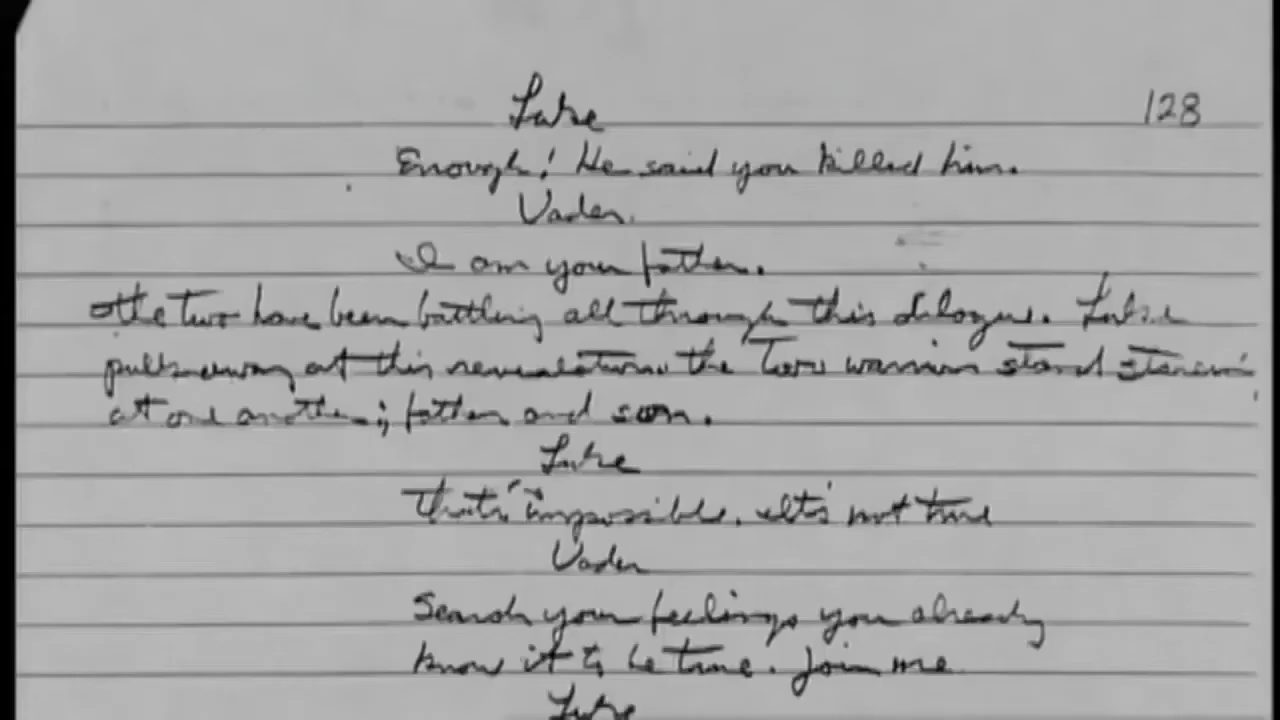 Luke
128
Enough! He said you killed him.
Vader.
I am your father.
The two have been battling all through this dilogue. Luke
pulls away at this revelation. the Two warriors stand staring
at one another; father and son.
Luke
That's impossible. It's not true
Vader
Search your feelings you already
know it to be true. Join me
Luke